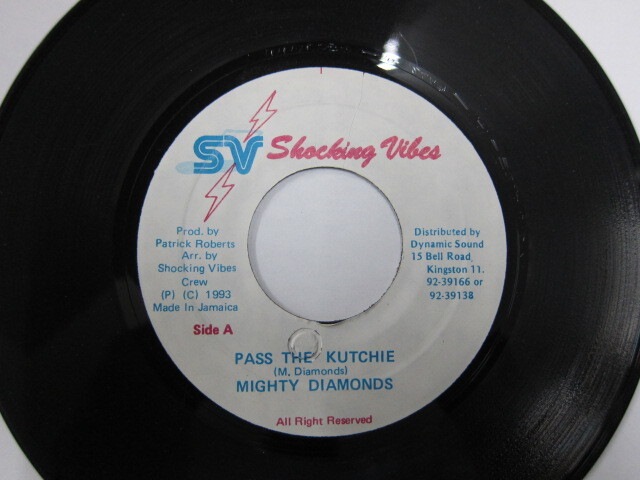 SV Shocking Vibes
Prod. by
Patrick Roberts
Arr. by
Shocking Vibes
Crew
(P) (C) 1993
Made In Jamaica
Side A
Distributed by
Dynamic Sound
15 Bell Road,
Kingston 11.
92-39166 or
92-39138
PASS THE KUTCHIE
(M. Diamonds)
MIGHTY DIAMONDS
All Right Reserved